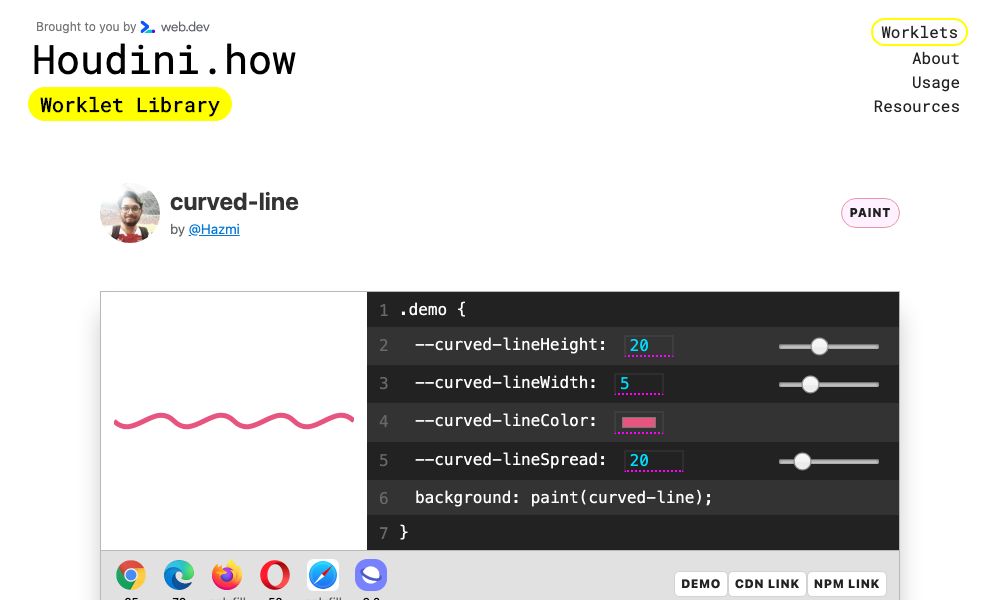 Brought to you by web.dev
Houdini.how
Worklet Library
Worklets
About
Usage
Resources
curved-line
by @Hazmi
PAINT
1 .demo {
2 --curved-lineHeight: 20
3 --curved-lineWidth: 5
4 --curved-lineColor:
5 --curved-lineSpread: 20
6 background: paint(curved-line);
7 }
DEMO
CDN LINK
NPM LINK